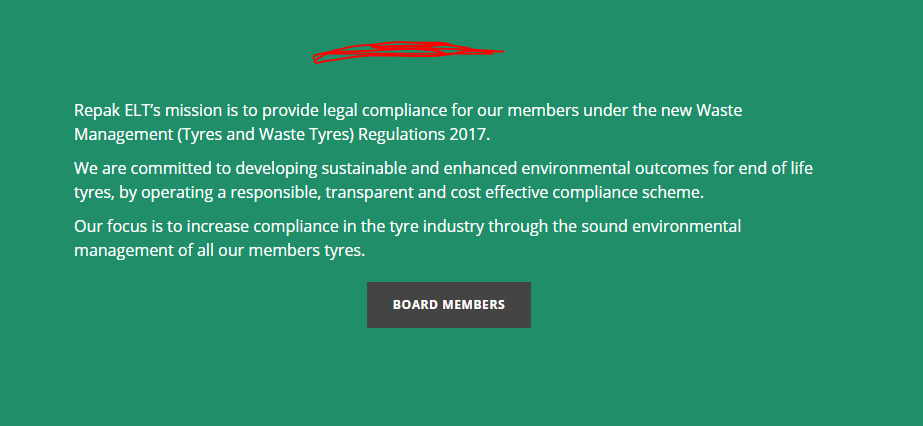 Repak ELT’s mission is to provide legal compliance for our members under the new Waste
Management (Tyres and Waste Tyres) Regulations 2017.
We are committed to developing sustainable and enhanced environmental outcomes for end of life
tyres, by operating a responsible, transparent and cost effective compliance scheme.
Our focus is to increase compliance in the tyre industry through the sound environmental
management of all our members tyres.
BOARD MEMBERS